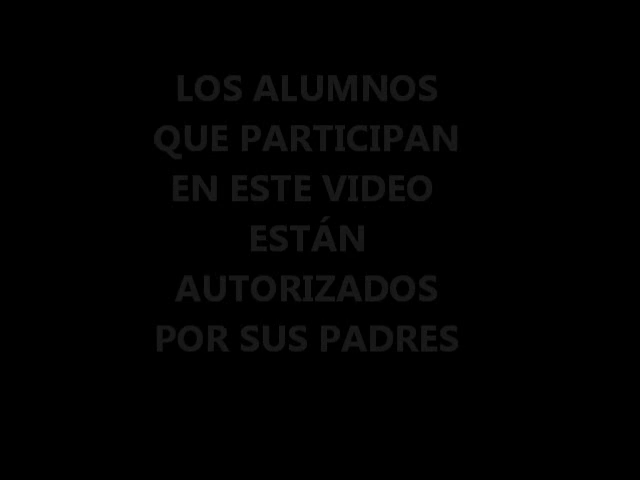 LOS ALUMNOS
QUE PARTICIPAN
EN ESTE VIDEO
ESTÁN
AUTORIZADOS
POR SUS PADRES